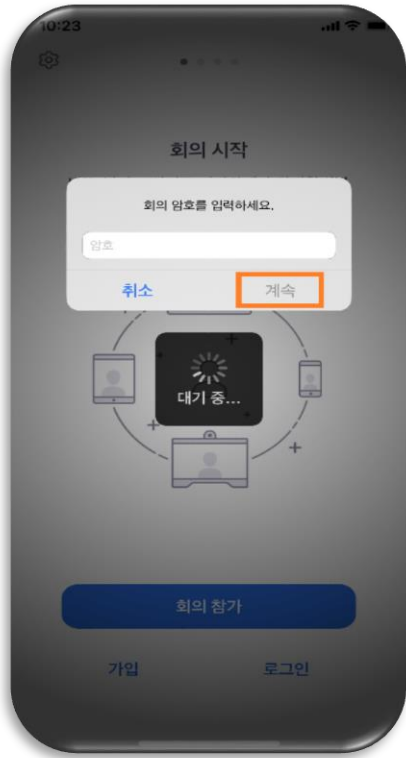 10:23
회의 시작
회의 암호를 입력하세요.
암호
취소
계속
대기 중...
회의 참가
가입
로그인